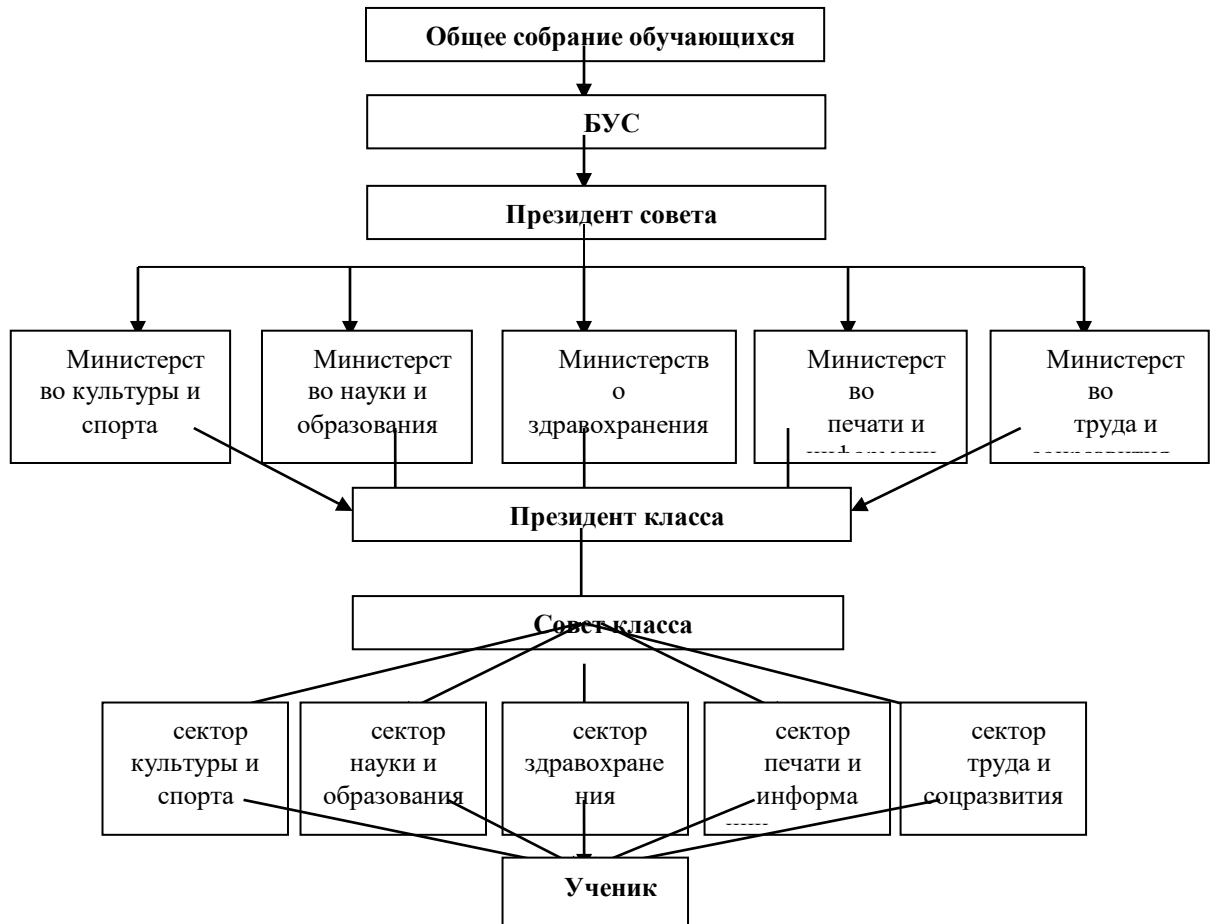 Общее собрание обучающихся
БУС
Президент совета
Министерст
во культуры и
спорта
Министерст
во науки и
образования
Министерств
о
здравохранения
Министерст
во
печати и
Министерст
во
труда и
Президент класса
Совет класса
сектор
культуры и
спорта
сектор
науки и
образования
сектор
здравохране
ния
сектор
печати и
информа
сектор
труда и
соцразвития
Ученик